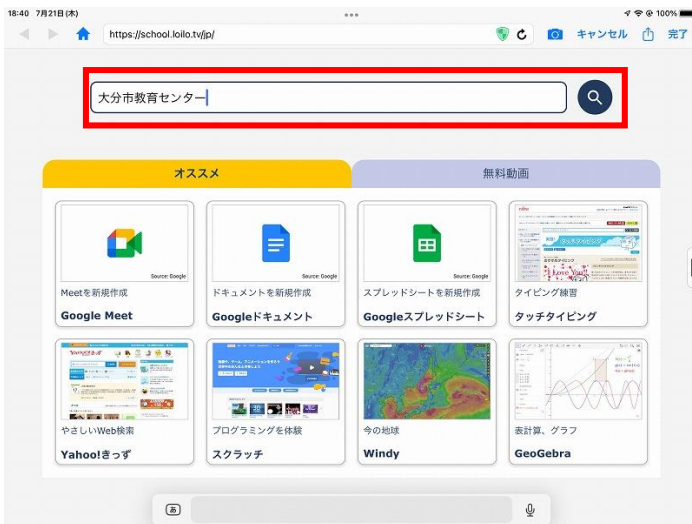 18:40 7月21日(木)
100%
https://school.loilo.tv/jp/
キャンセル
完了
大分市教育センター
オススメ
無料動画
Source: Google
Source: Google
Source: Google
Meetを新規作成
ドキュメントを新規作成
スプレッドシートを新規作成
タイピング練習
Google Meet
Googleドキュメント
Googleスプレッドシート
タッチタイピング
やさしいWeb検索
プログラミングを体験
今の地球
表計算、グラフ
Yahoo!きっず
スクラッチ
Windy
GeoGebra
あ